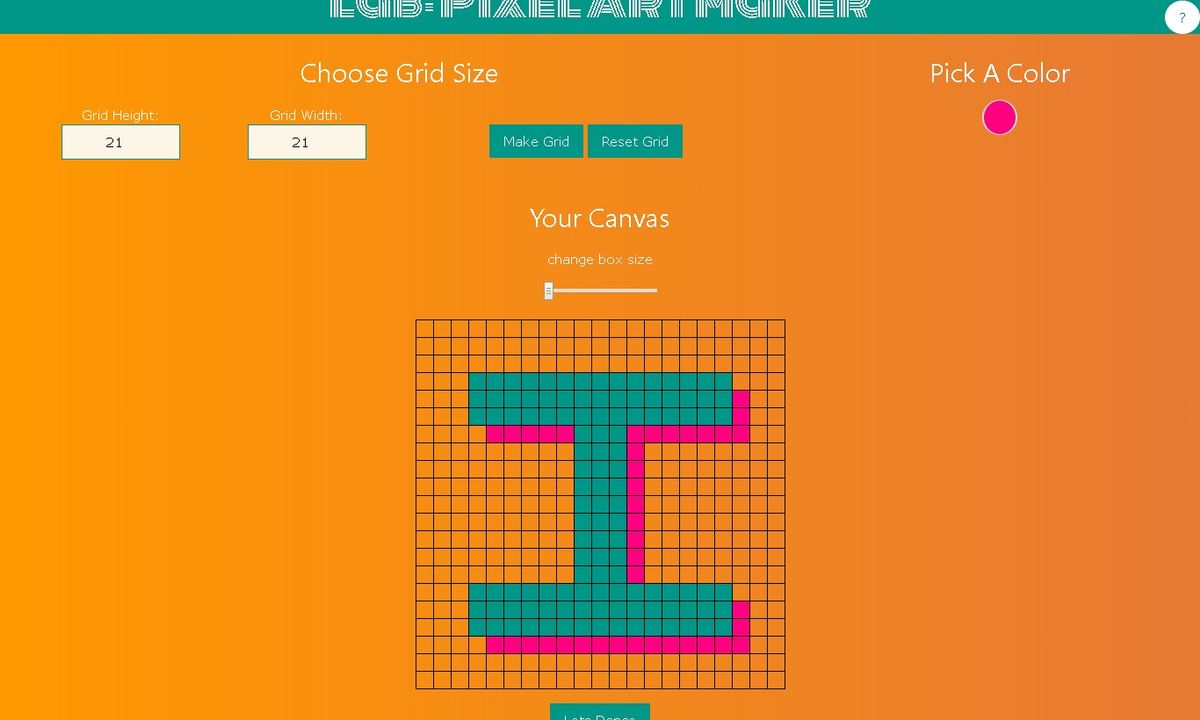 LGB: Pixel Art Maker
?
Choose Grid Size
Pick A Color
Grid Height:
Grid Width:
21
21
Make Grid
Reset Grid
Your Canvas
change box size